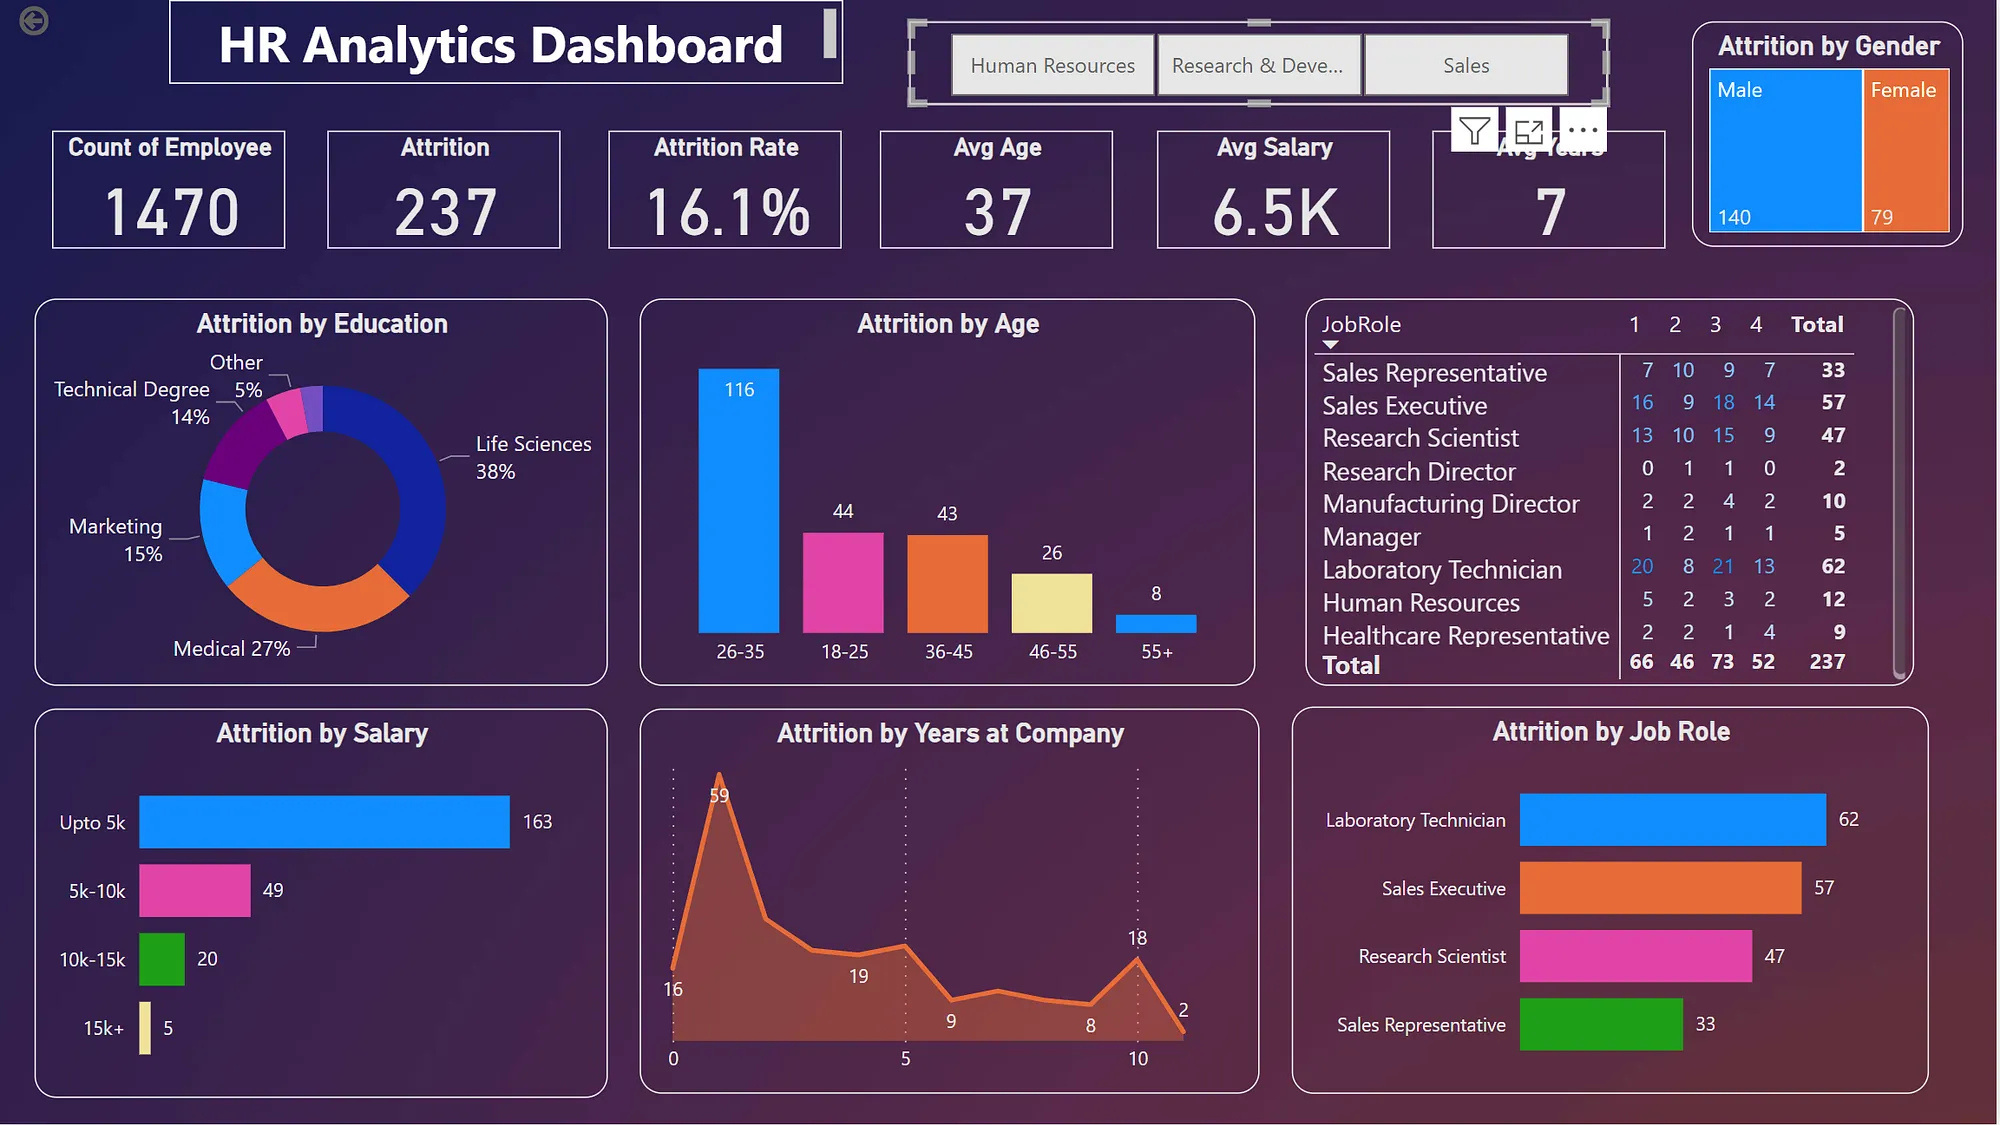 HR Analytics Dashboard
Human Resources
Research & Deve...
Sales
Attrition by Gender
Male
Female
140
79
Count of Employee
1470
Attrition
237
Attrition Rate
16.1%
Avg Age
37
Avg Salary
6.5K
Avg Years
7
Attrition by Education
Other
5%
Technical Degree
14%
Life Sciences
38%
Marketing
15%
Medical 27%
Attrition by Age
116
44
43
26
8
26-35 18-25 36-45 46-55 55+
JobRole 1 2 3 4 Total
Sales Representative 7 10 9 7 33
Sales Executive 16 9 18 14 57
Research Scientist 13 10 15 9 47
Research Director 0 1 1 0 2
Manufacturing Director 2 2 4 2 10
Manager 1 2 1 1 5
Laboratory Technician 20 8 21 13 62
Human Resources 5 2 3 2 12
Healthcare Representative 2 2 1 4 9
Total 66 46 73 52 237
Attrition by Salary
Upto 5k 163
5k-10k 49
10k-15k 20
15k+ 5
Attrition by Years at Company
59
16
19
9
8
18
2
0 5 10
Attrition by Job Role
Laboratory Technician 62
Sales Executive 57
Research Scientist 47
Sales Representative 33